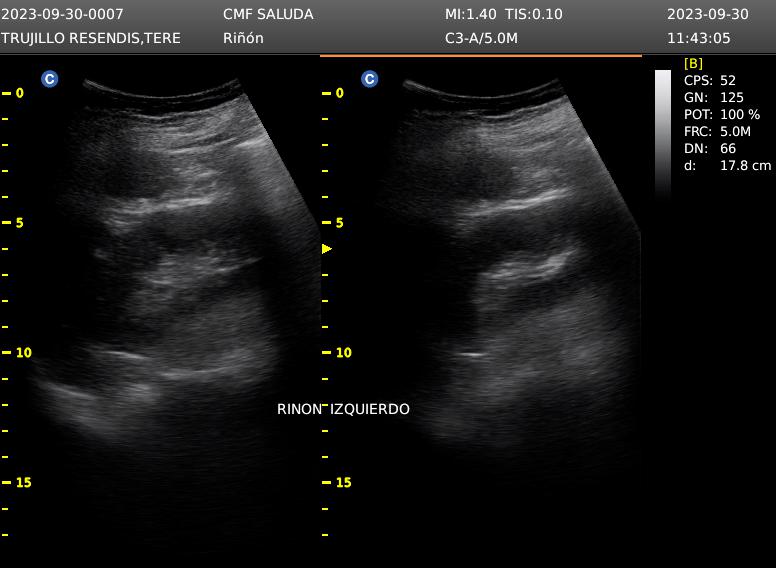 2023-09-30-0007 CMF SALUDA MI:1.40 TIS:0.10 2023-09-30
TRUJILLO RESENDIS,TERE Riñón C3-A/5.0M 11:43:05
[B]
CPS: 52
GN: 125
POT: 100 %
FRC: 5.0M
DN: 66
d: 17.8 cm
C C
0 0
5 5
10 10
RINON IZQUIERDO
15 15